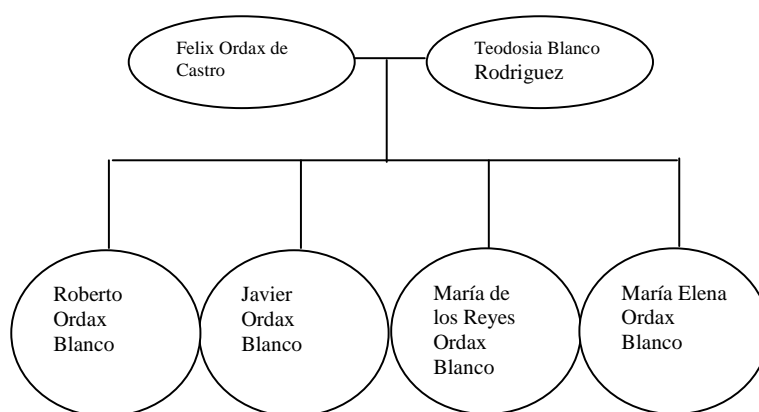 Felix Ordax de
Castro
Teodosia Blanco
Rodriguez
Roberto
Ordax
Blanco
Javier
Ordax
Blanco
María de
los Reyes
Ordax
Blanco
María Elena
Ordax
Blanco